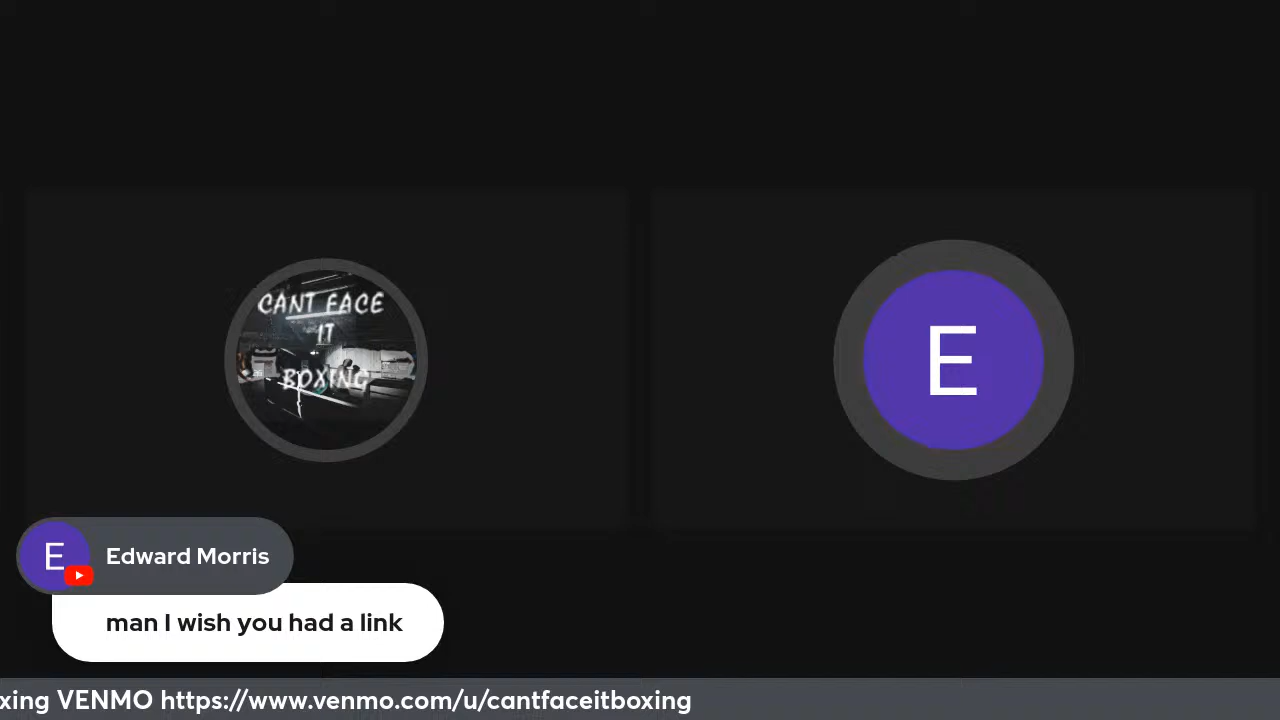 CANT FACE
IT
BOXING
E
E
Edward Morris
man I wish you had a link
xing VENMO https://www.venmo.com/u/cantfaceitboxing